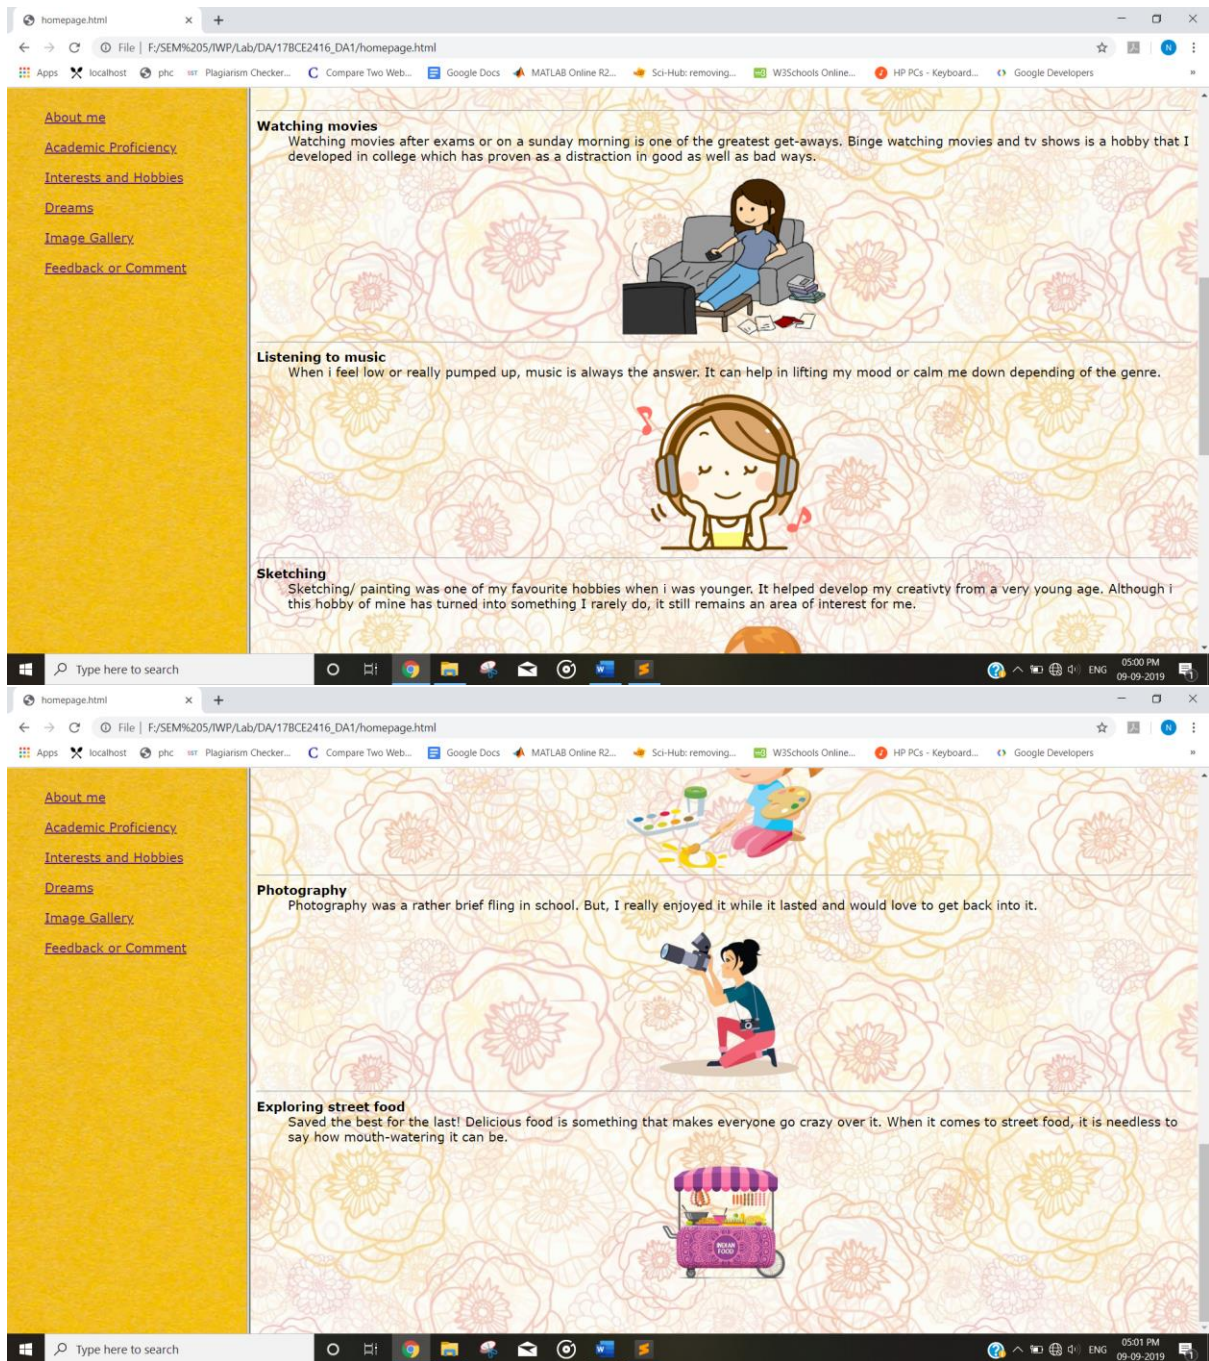 homepage.html
File | F:/SEM%205/IWP/Lab/DA/17BCE2416_DA1/homepage.html
Apps localhost phc Plagiarism Checker... Compare Two Web... Google Docs MATLAB Online R2... Sci-Hub: removing... W3Schools Online... HP PCs - Keyboard... Google Developers
About me
Academic Proficiency
Interests and Hobbies
Dreams
Image Gallery
Feedback or Comment
Watching movies
Watching movies after exams or on a sunday morning is one of the greatest get-aways. Binge watching movies and tv shows is a hobby that I
developed in college which has proven as a distraction in good as well as bad ways.
Listening to music
When i feel low or really pumped up, music is always the answer. It can help in lifting my mood or calm me down depending of the genre.
Sketching
Sketching/ painting was one of my favourite hobbies when i was younger. It helped develop my creativty from a very young age. Although i
this hobby of mine has turned into something I rarely do, it still remains an area of interest for me.
Type here to search
ENG
05:00 PM
09-09-2019
homepage.html
File | F:/SEM%205/IWP/Lab/DA/17BCE2416_DA1/homepage.html
Apps localhost phc Plagiarism Checker... Compare Two Web... Google Docs MATLAB Online R2... Sci-Hub: removing... W3Schools Online... HP PCs - Keyboard... Google Developers
About me
Academic Proficiency
Interests and Hobbies
Dreams
Image Gallery
Feedback or Comment
Photography
Photography was a rather brief fling in school. But, I really enjoyed it while it lasted and would love to get back into it.
Exploring street food
Saved the best for the last! Delicious food is something that makes everyone go crazy over it. When it comes to street food, it is needless to
say how mouth-watering it can be.
INDIAN
FOOD
Type here to search
ENG
05:01 PM
09-09-2019